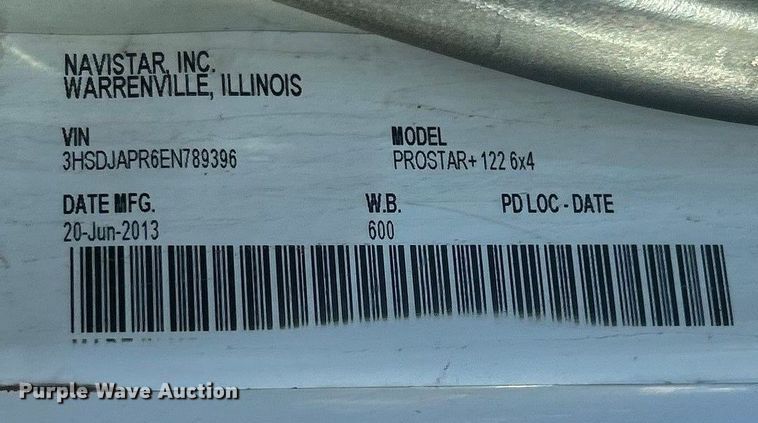 NAVISTAR, INC.
WARRENVILLE, ILLINOIS
VIN MODEL
3HSDJAPR6EN789396 PROSTAR+ 122 6x4
DATE MFG. W.B. PD LOC - DATE
20-Jun-2013 600
Purple Wave Auction